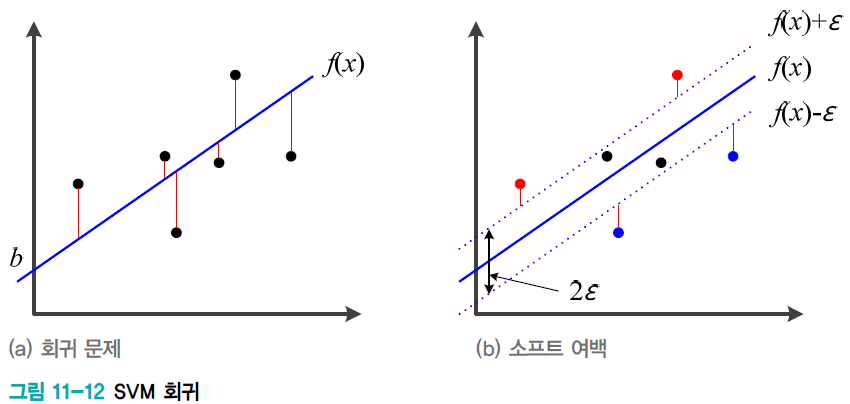 f(x)+ε
f(x)
f(x)
f(x)-ε
b
2ε
(a) 회귀 문제
(b) 소프트 여백
그림 11-12 SVM 회귀